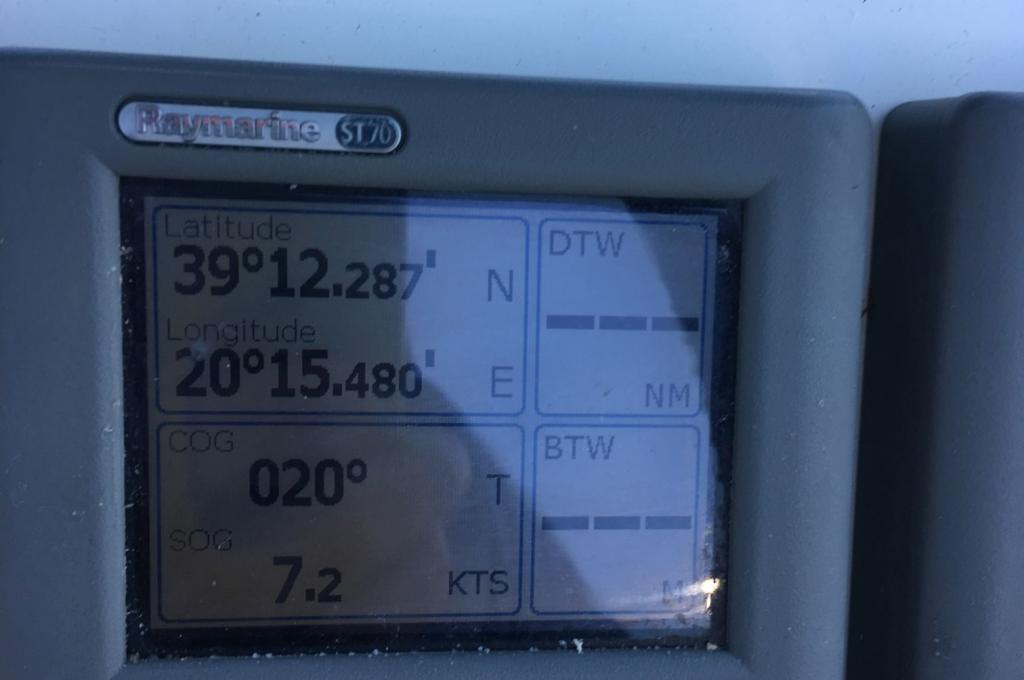 Raymarine ST70
Latitude
39°12.287' N
Longitude
20°15.480' E
COG
020° T
SOG
7.2 KTS
DTW
--- NM
BTW
--- M